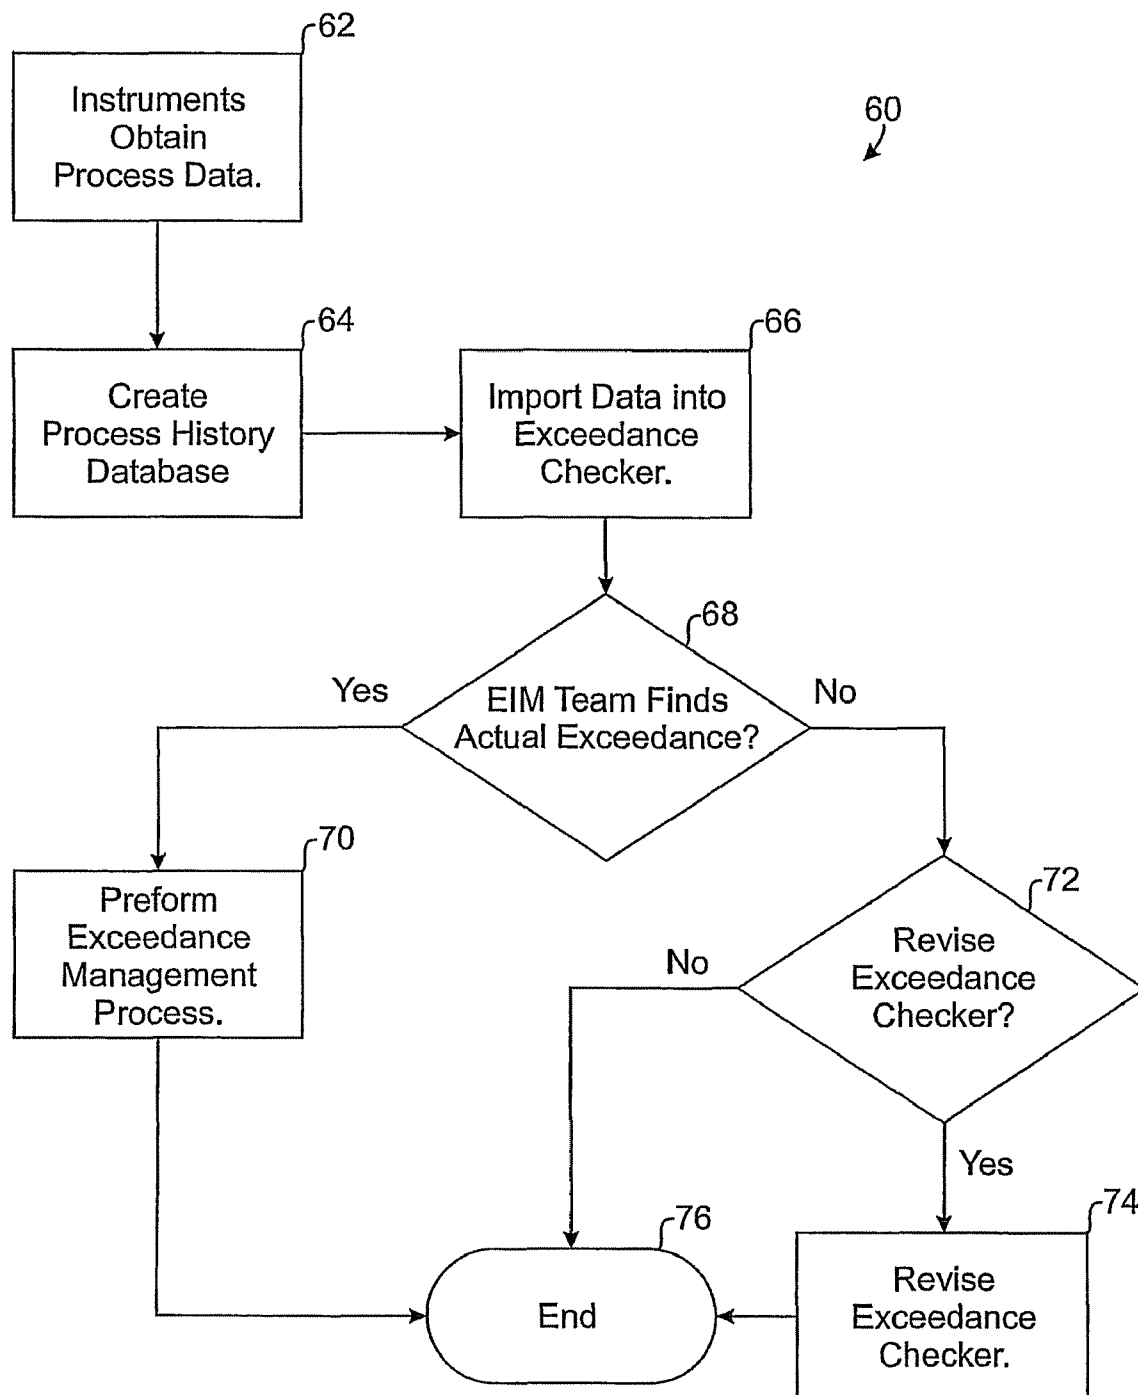 62
Instruments
Obtain
Process Data.
60
64
Create
Process History
Database
66
Import Data into
Exceedance
Checker.
68
EIM Team Finds
Actual Exceedance?
Yes
No
70
Preform
Exceedance
Management
Process.
72
Revise
Exceedance
Checker?
No
Yes
74
Revise
Exceedance
Checker.
76
End